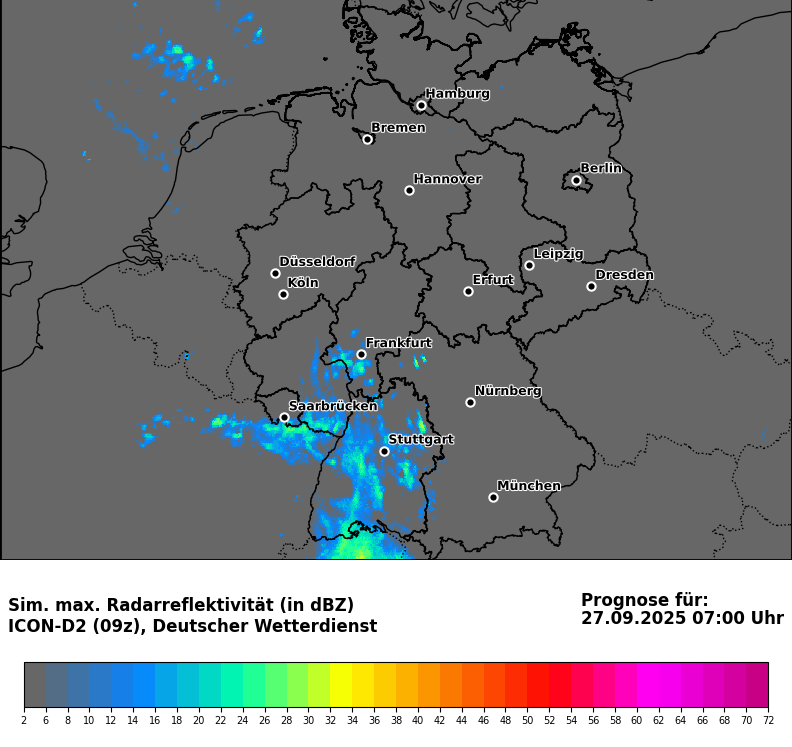 Hamburg
Bremen
Berlin
Hannover
Leipzig
Düsseldorf
Dresden
Köln
Erfurt
Frankfurt
Nürnberg
Saarbrücken
Stuttgart
München
Sim. max. Radarreflektivität (in dBZ)
ICON-D2 (09z), Deutscher Wetterdienst
Prognose für:
27.09.2025 07:00 Uhr
2 6 8 10 12 14 16 18 20 22 24 26 28 30 32 34 36 38 40 42 44 46 48 50 52 54 56 58 60 62 64 66 68 70 72